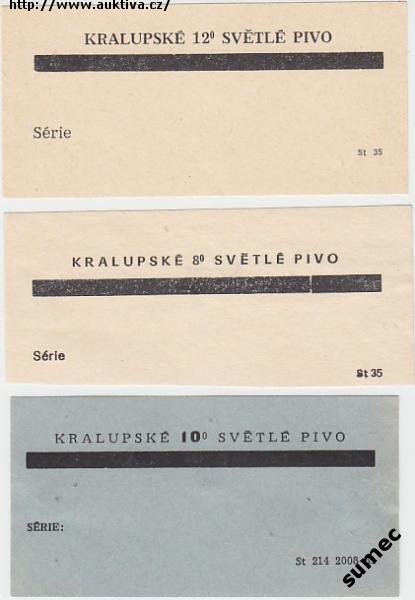 http://www.auktiva.cz/
KRALUPSKÉ 12⁰ SVĚTLÉ PIVO
Série
St 35
KRALUPSKÉ 8⁰ SVĚTLÉ PIVO
Série
St 35
KRALUPSKÉ 10⁰ SVĚTLÉ PIVO
SÉRIE:
St 214 2008
sumec